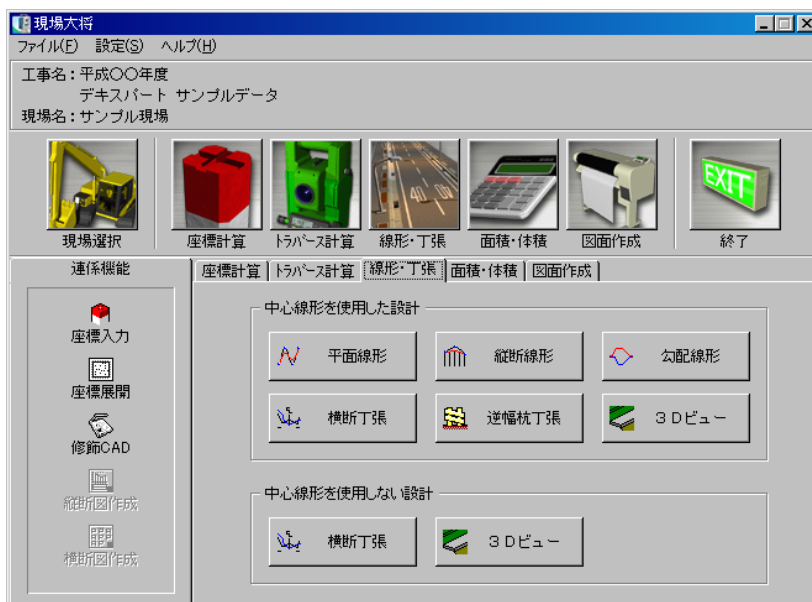 現場大将
ファイル(F) 設定(S) ヘルプ(H)
工事名：平成〇〇年度
デキスパート サンプルデータ
現場名：サンプル現場
EXIT
現場選択 座標計算 トラバース計算 線形・丁張 面積・体積 図面作成 終了
連係機能
座標計算 トラバース計算 線形・丁張 面積・体積 図面作成
座標入力
座標展開
修飾CAD
縦断図作成
横断図作成
中心線形を使用した設計
平面線形 縦断線形 勾配線形
横断丁張 逆幅杭丁張 ３Ｄビュー
中心線形を使用しない設計
横断丁張 ３Ｄビュー